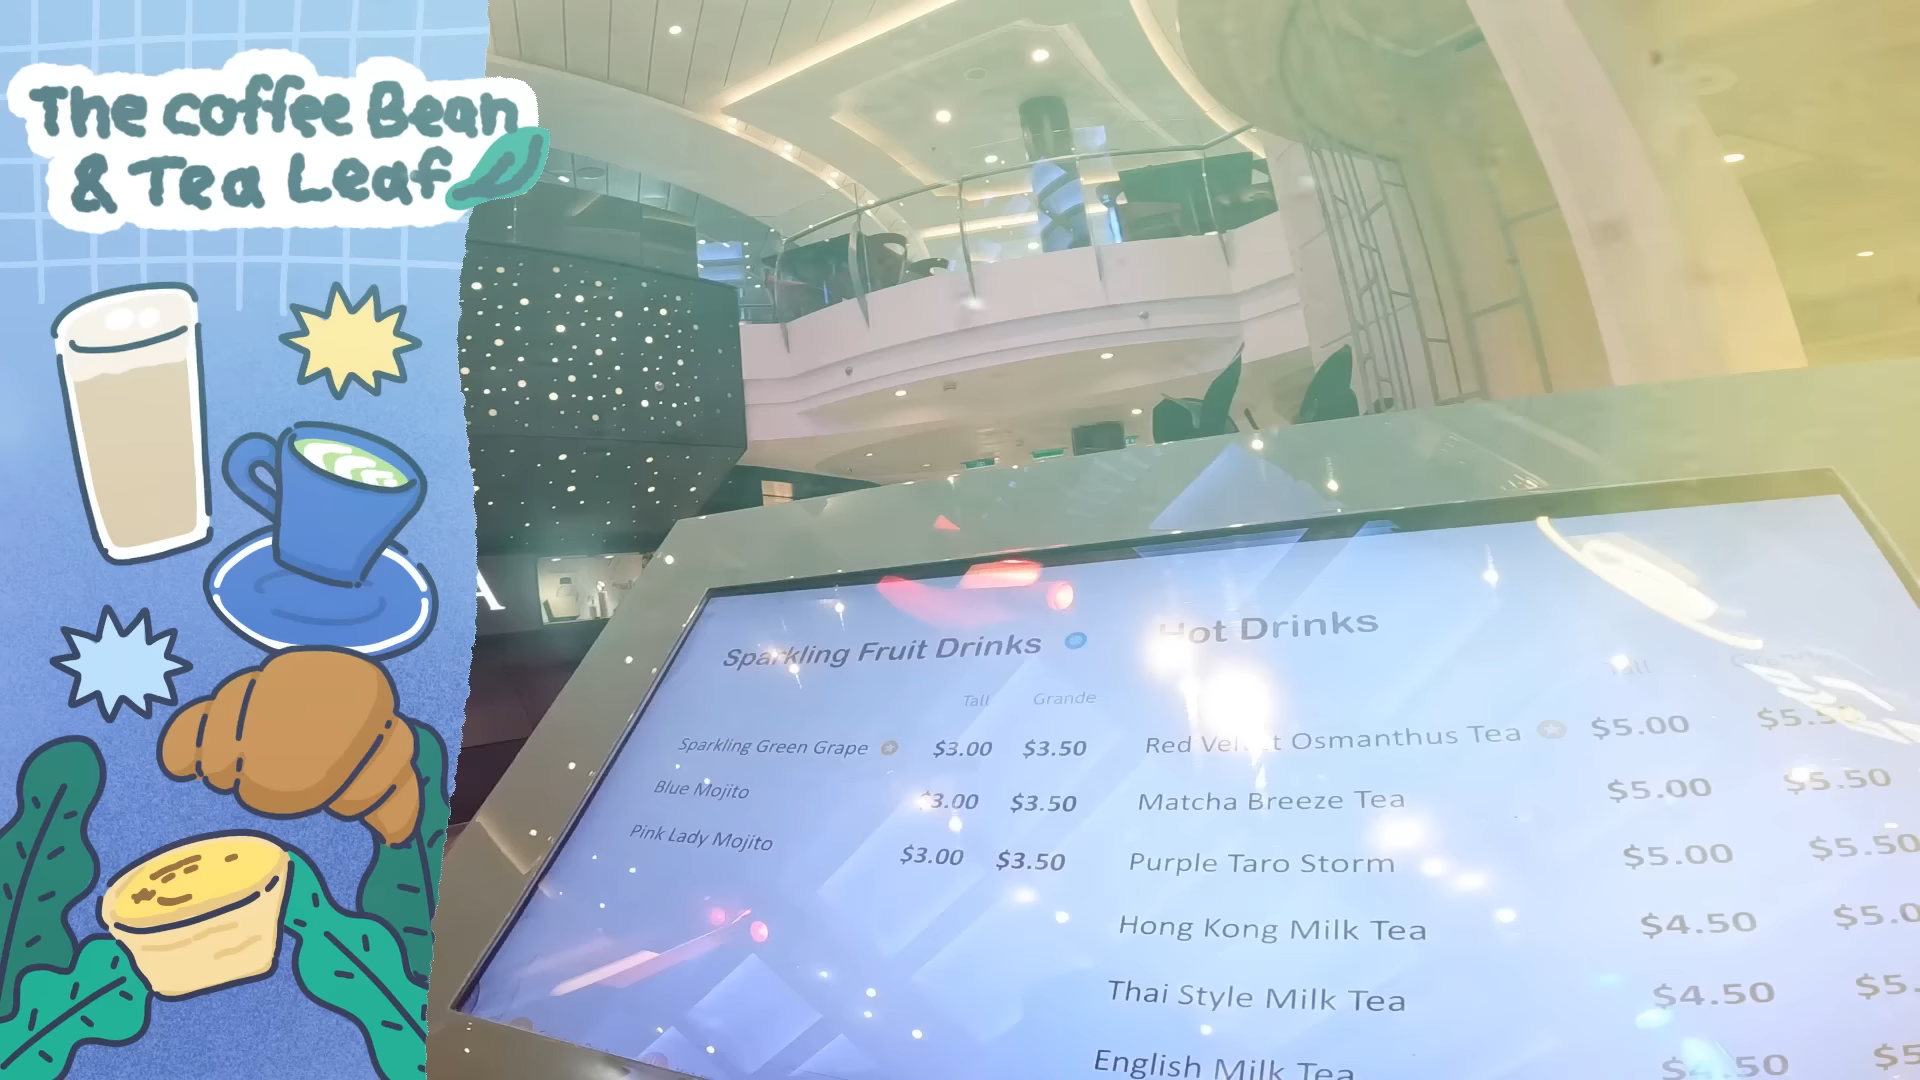 The coffee Bean
& Tea Leaf
A
Sparkling Fruit Drinks
Tall Grande
Sparkling Green Grape $3.00 $3.50
Blue Mojito $3.00 $3.50
Pink Lady Mojito $3.00 $3.50
Hot Drinks
Tall
Red Velvet Osmanthus Tea $5.00
Matcha Breeze Tea $5.00 $5.50
Purple Taro Storm $5.00 $5.50
Hong Kong Milk Tea $4.50
Thai Style Milk Tea $4.50
English Milk Tea